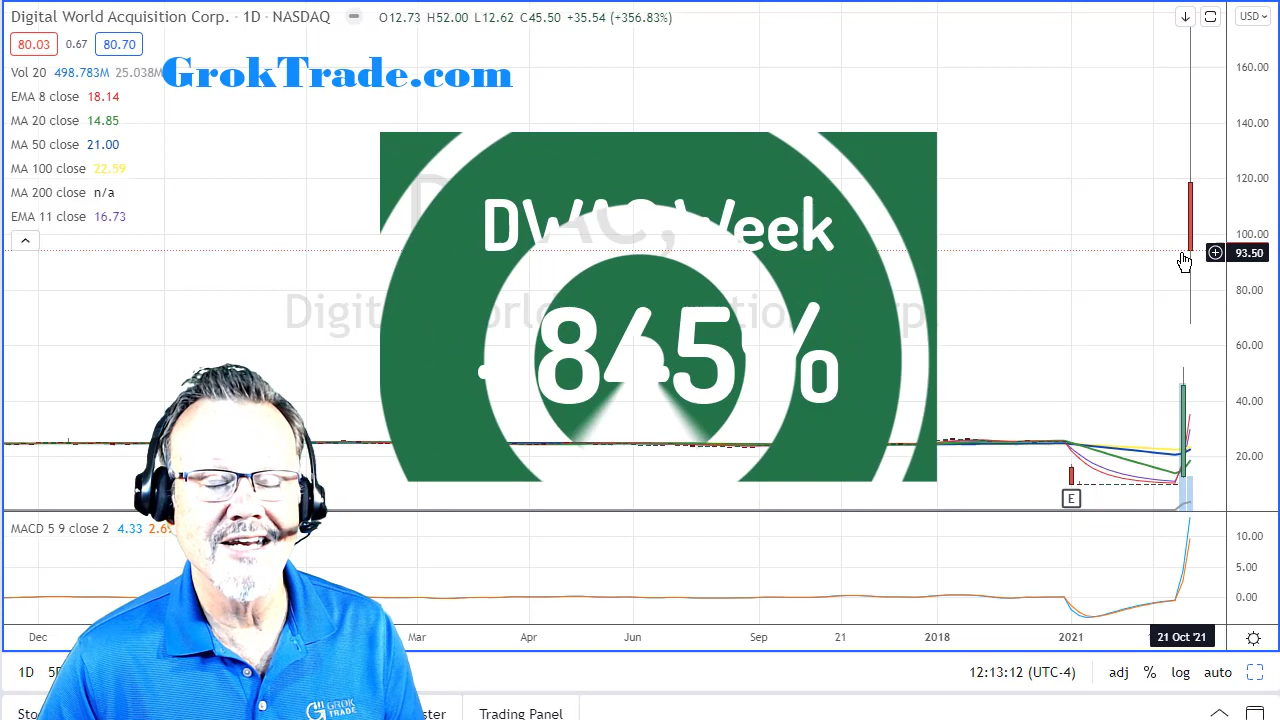 Digital World Acquisition Corp. · 1D · NASDAQ
O12.73 H52.00 L12.62 C45.50 +35.54 (+356.83%)
USD
80.03 0.67 80.70
Vol 20 498.783M 25.038M
GrokTrade.com
EMA 8 close 18.14
MA 20 close 14.85
MA 50 close 21.00
MA 100 close 22.59
MA 200 close n/a
EMA 11 close 16.73
160.00
140.00
120.00
100.00
93.50
80.00
60.00
40.00
20.00
DWAC, Week
845%
E
MACD 5 9 close 2 4.33
10.00
5.00
0.00
Dec Mar Apr Jun Sep 21 2018 2021 21 Oct '21
1D
12:13:12 (UTC-4) adj % log auto
GROK
TRADE
Trading Panel